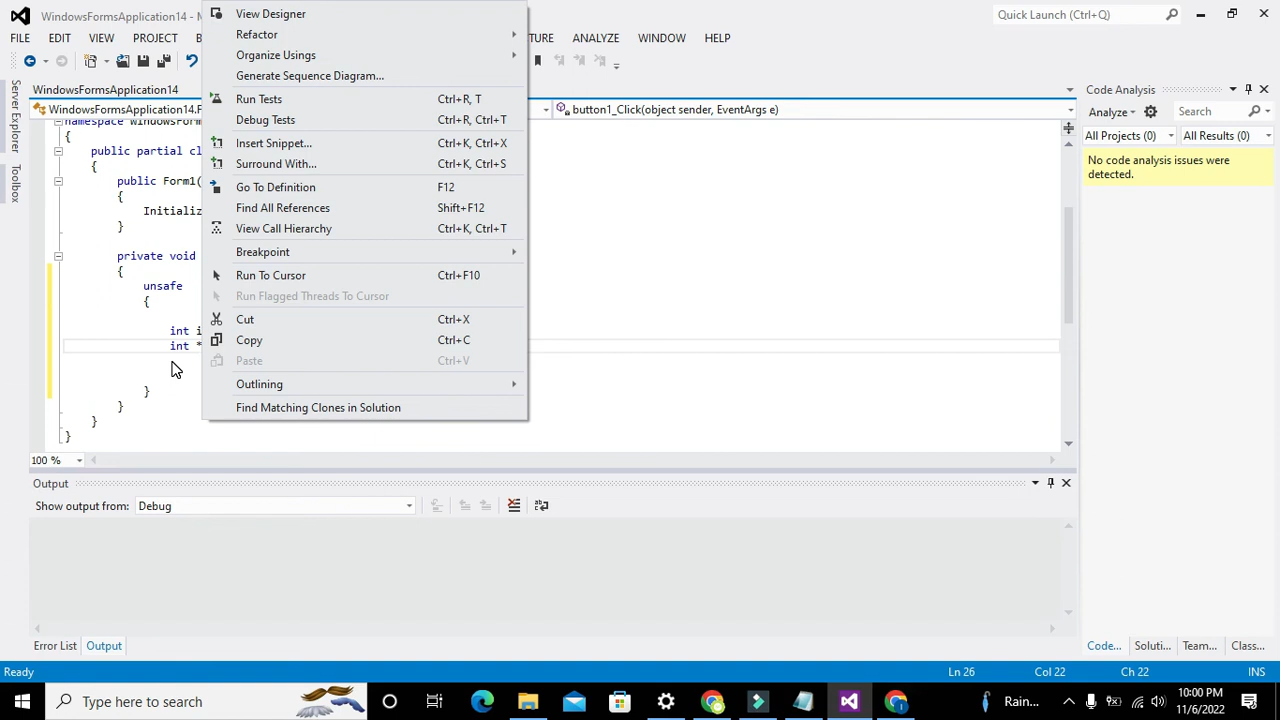 WindowsFormsApplication14 - M
Quick Launch (Ctrl+Q)
FILE EDIT VIEW PROJECT B TURE ANALYZE WINDOW HELP
WindowsFormsApplication14
WindowsFormsApplication14.F
button1_Click(object sender, EventArgs e)
Server Explorer
Toolbox
namespace WindowsForm
{
public partial cl
{
public Form1(
{
Initializ
}
private void
{
unsafe
{
int i
int *
}
}
}
}
100 %
View Designer
Refactor
Organize Usings
Generate Sequence Diagram...
Run Tests Ctrl+R, T
Debug Tests Ctrl+R, Ctrl+T
Insert Snippet... Ctrl+K, Ctrl+X
Surround With... Ctrl+K, Ctrl+S
Go To Definition F12
Find All References Shift+F12
View Call Hierarchy Ctrl+K, Ctrl+T
Breakpoint
Run To Cursor Ctrl+F10
Run Flagged Threads To Cursor
Cut Ctrl+X
Copy Ctrl+C
Paste Ctrl+V
Outlining
Find Matching Clones in Solution
Code Analysis
Analyze Search
All Projects (0) All Results (0)
No code analysis issues were
detected.
Output
Show output from: Debug
Error List Output
Code... Soluti... Team... Class...
Ready Ln 26 Col 22 Ch 22 INS
Type here to search
Rain...
10:00 PM
11/6/2022